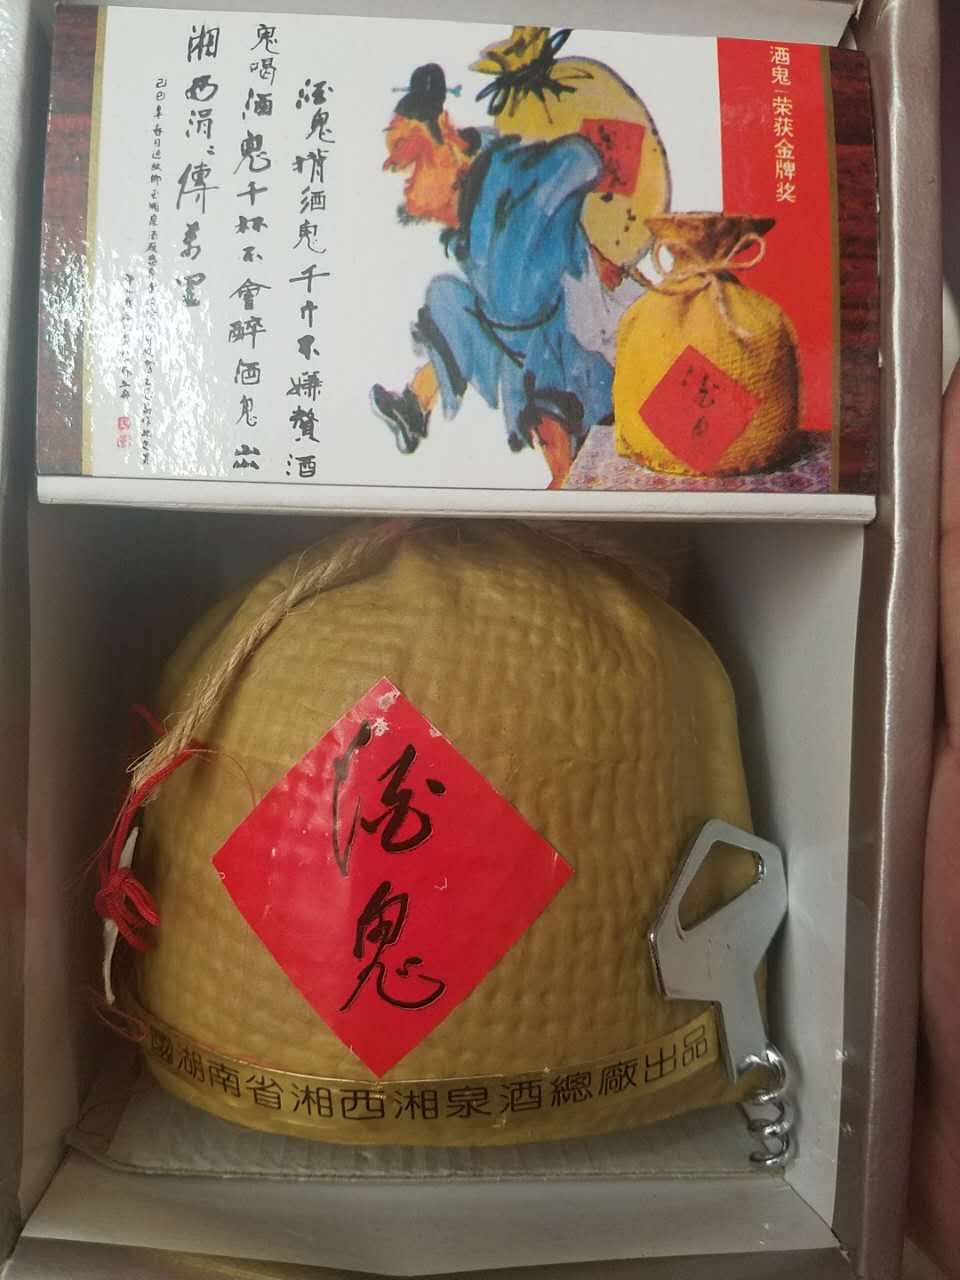 酒鬼背酒鬼千斤不嫌赘酒
鬼喝酒鬼千杯不會醉酒鬼出
湘西涓涓傳萬里
酒鬼
荣获金牌奖
酒鬼
酒鬼
湖南省湘西湘泉酒總廠出品